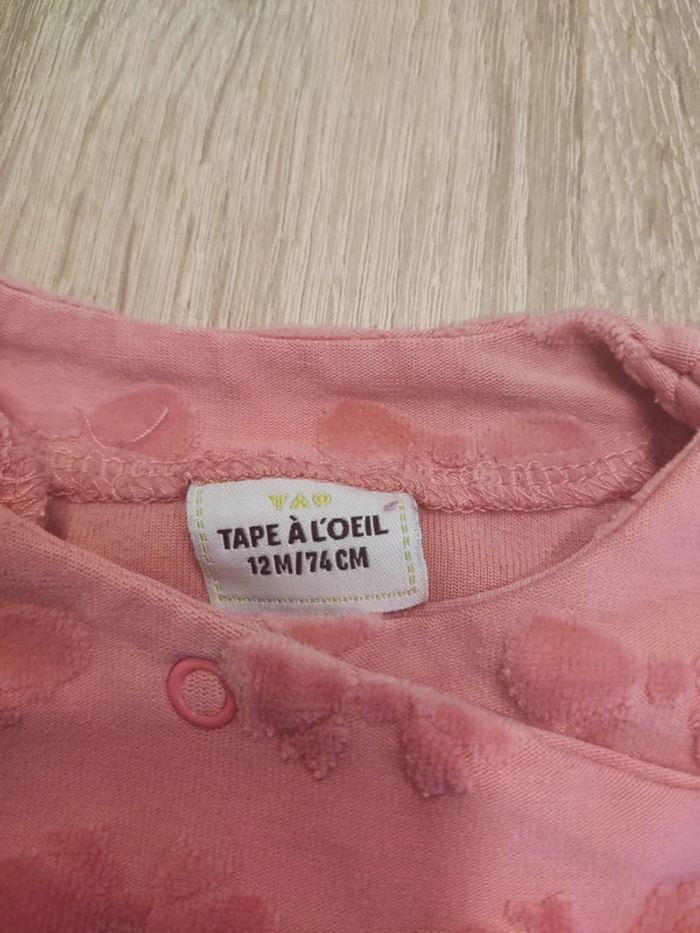 TAO
TAPE À L'OEIL
12M/74CM